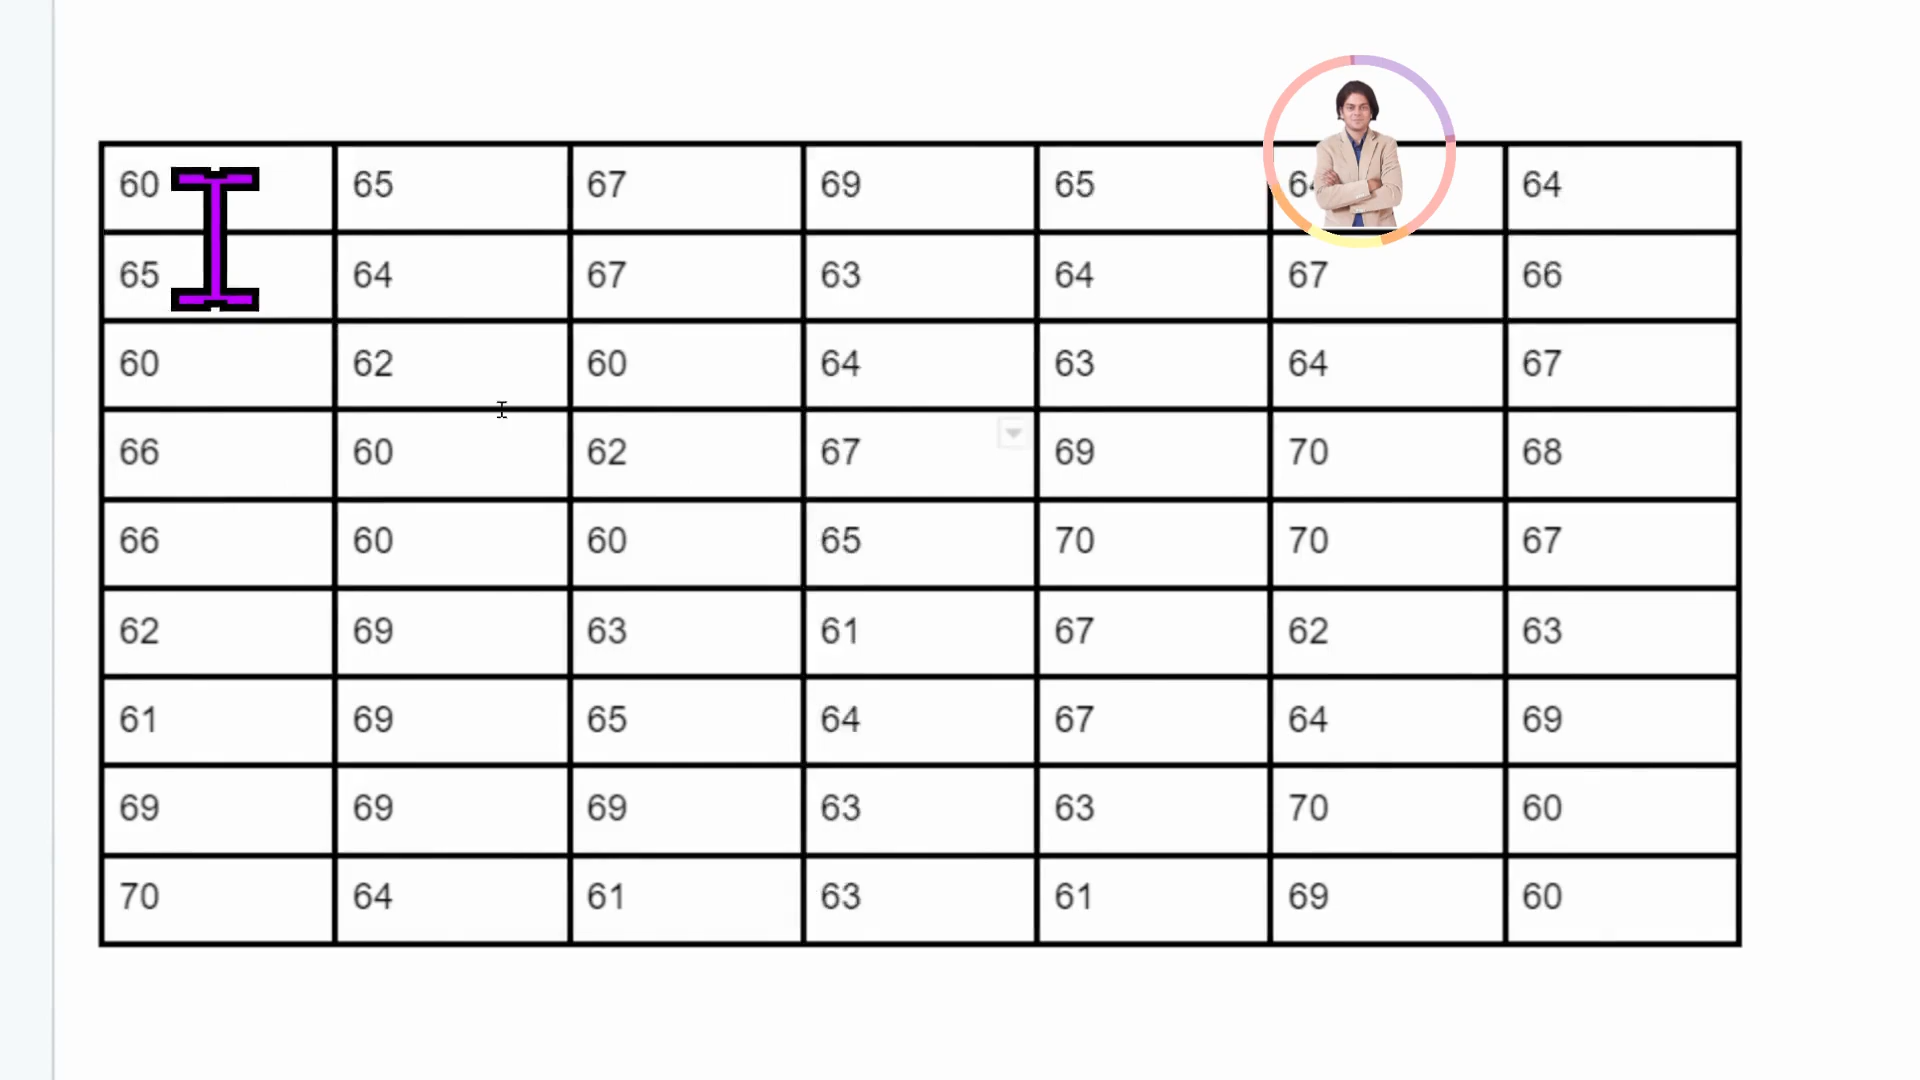 60 65 67 69 65 64
65 64 67 63 64 67 66
60 62 60 64 63 64 67
66 60 62 67 69 70 68
66 60 60 65 70 70 67
62 69 63 61 67 62 63
61 69 65 64 67 64 69
69 69 69 63 63 70 60
70 64 61 63 61 69 60